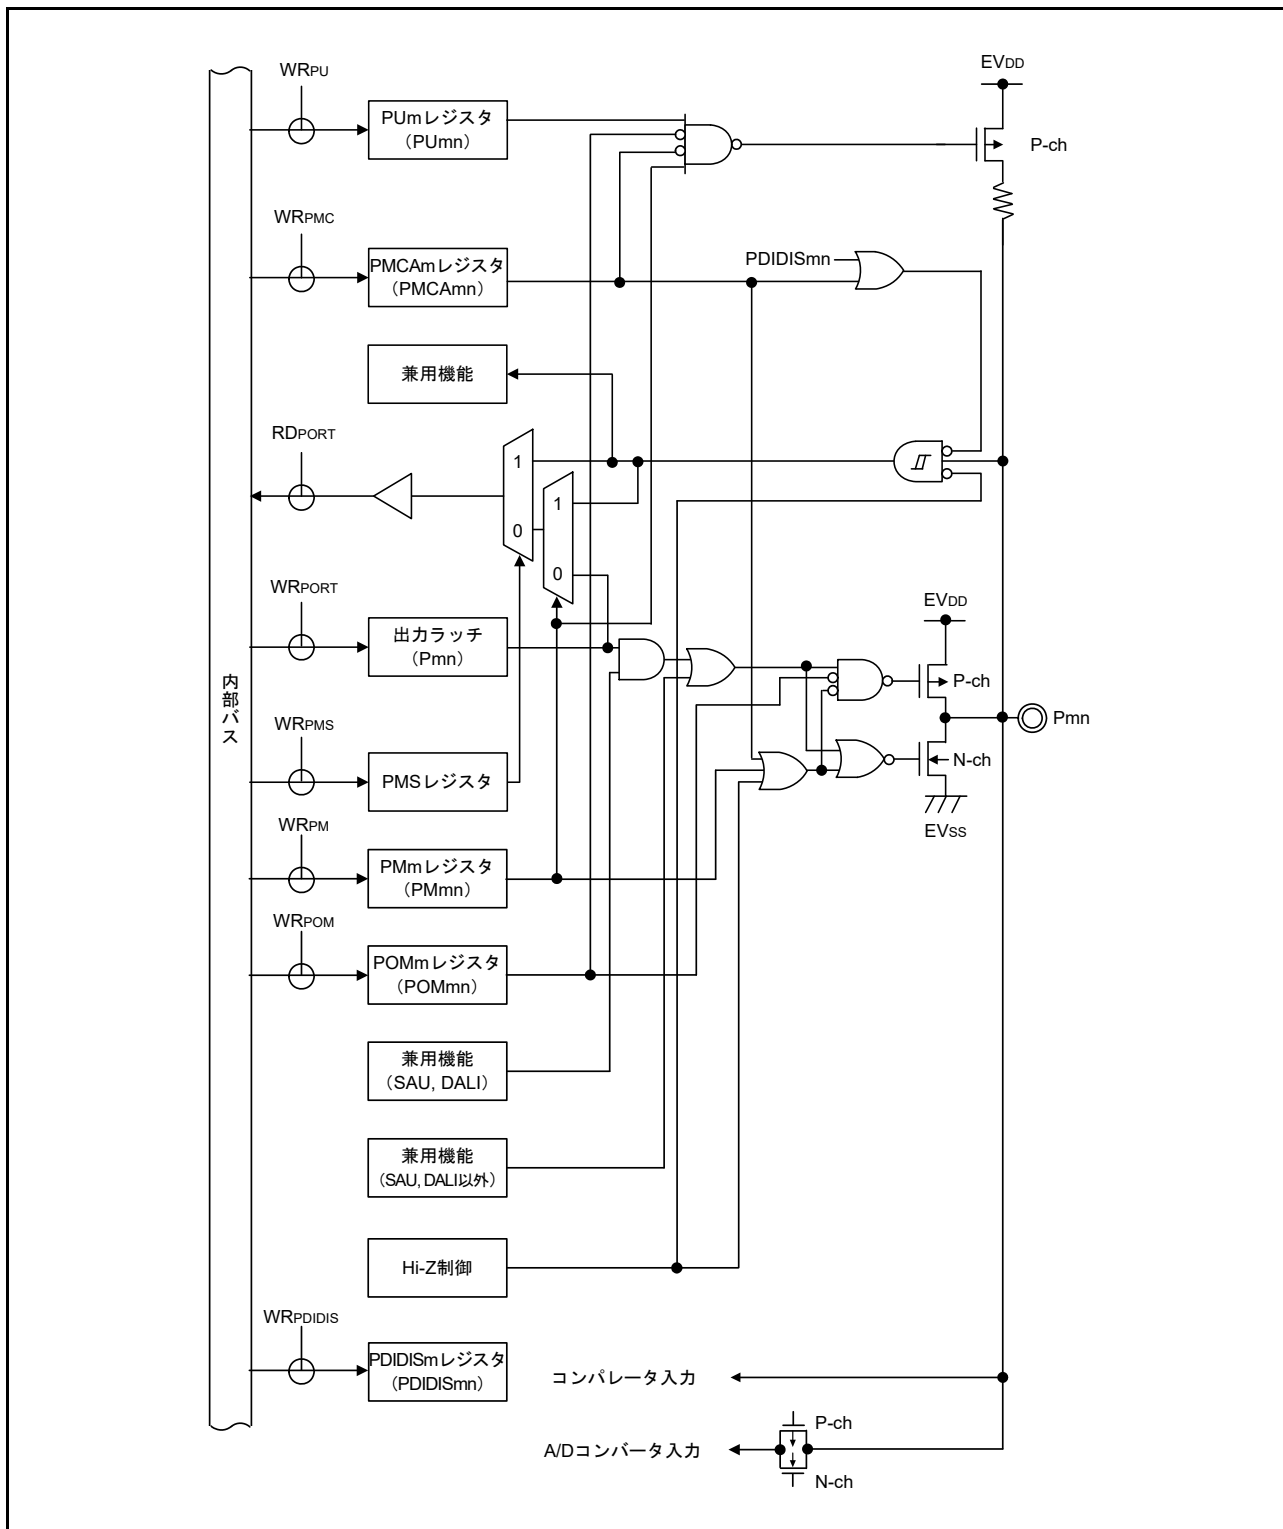 WRPU
PUmレジスタ
（PUmn）
EVDD
P-ch
WRPMC
PMCAmレジスタ
（PMCAmn）
PDIDISmn
兼用機能
RDPORT
1
0
1
0
WRPORT
出力ラッチ
（Pmn）
EVDD
P-ch
Pmn
N-ch
EVSS
内部バス
WRPMS
PMSレジスタ
WRPM
PMmレジスタ
（PMmn）
WRPOM
POMmレジスタ
（POMmn）
兼用機能
（SAU, DALI）
兼用機能
（SAU, DALI以外）
Hi-Z制御
WRPDIDIS
PDIDISmレジスタ
（PDIDISmn）
コンパレータ入力
P-ch
A/Dコンバータ入力
N-ch